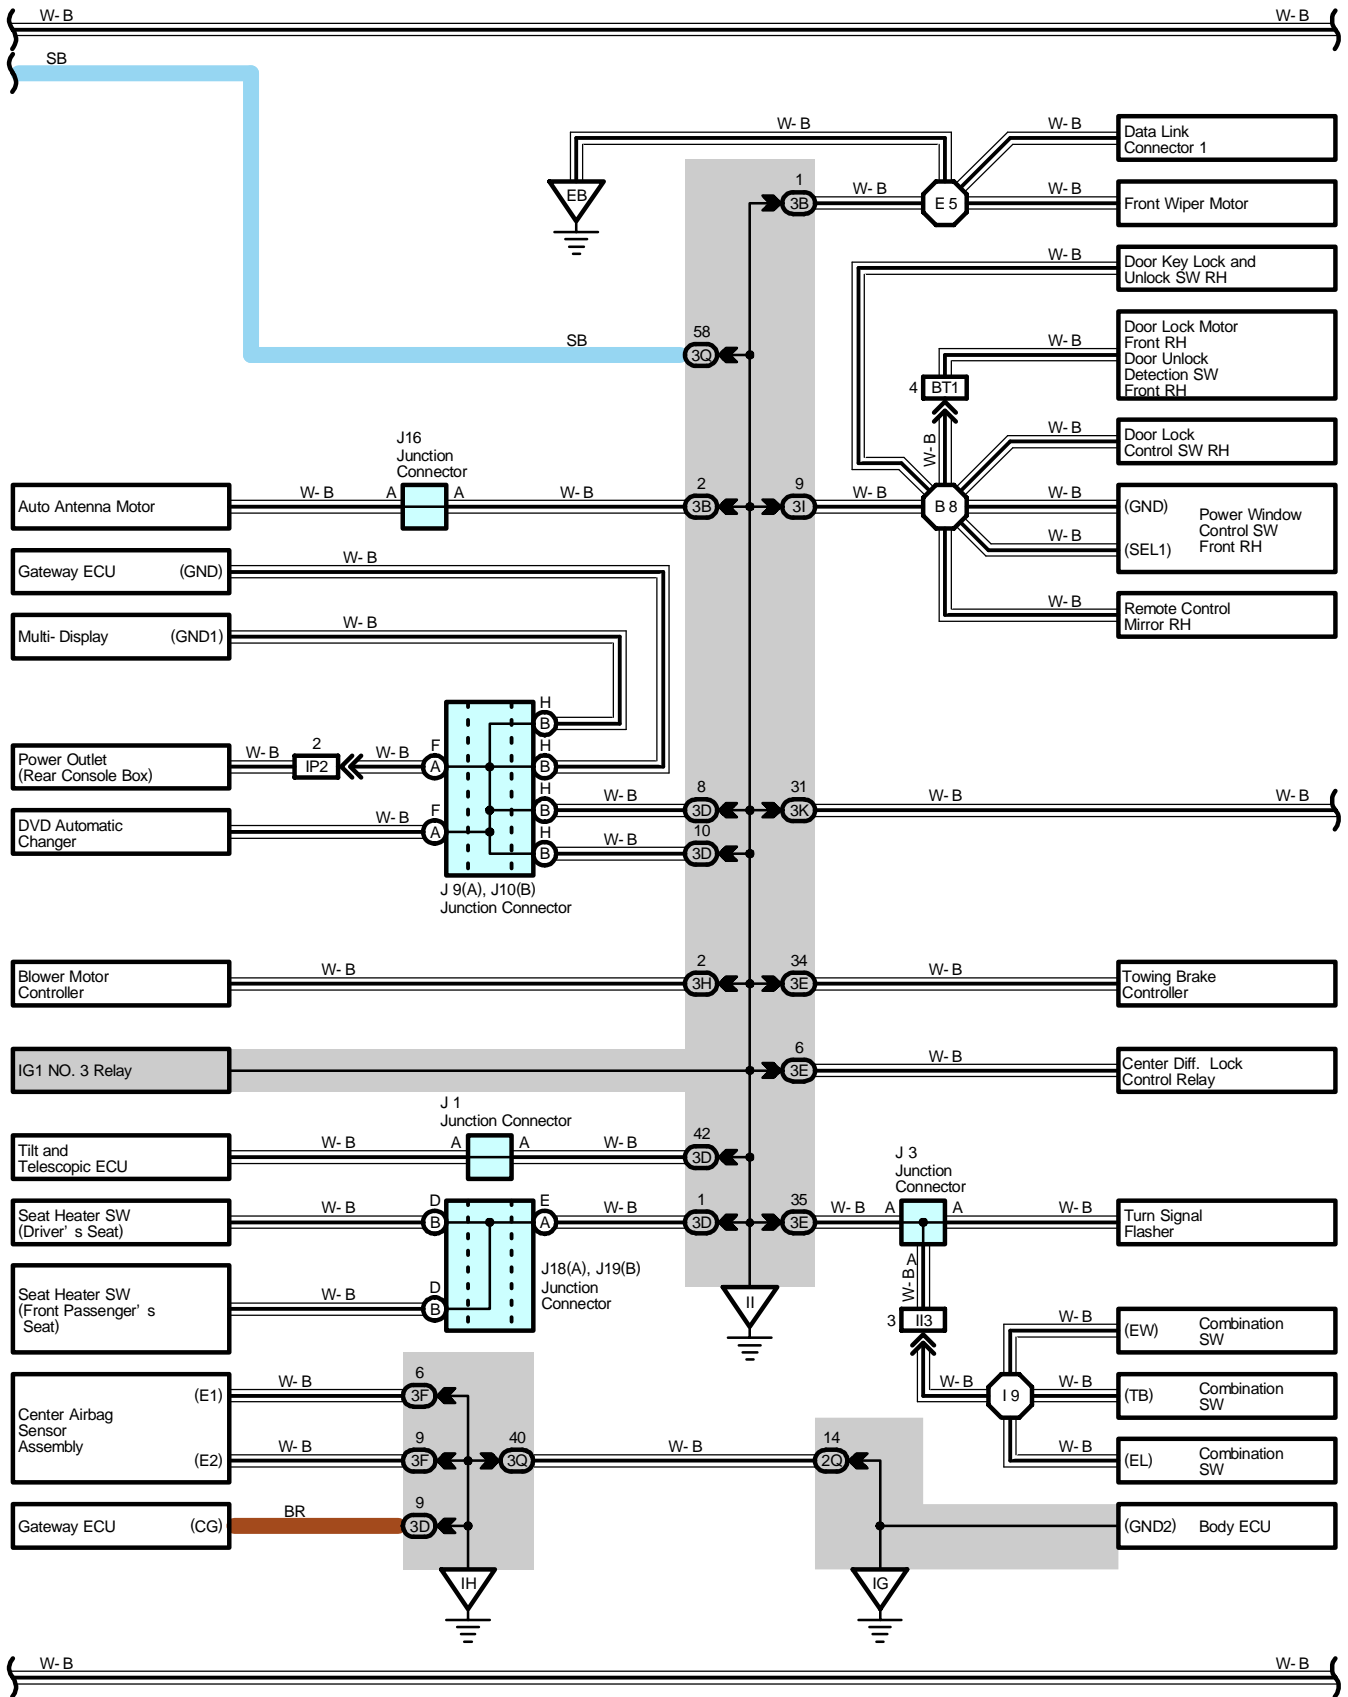 W-B W-B
SB
W-B W-B Data Link
Connector 1
EB
1
3B W-B E5 W-B Front Wiper Motor
W-B Door Key Lock and
Unlock SW RH
58
3Q SB
W-B Door Lock Motor
Front RH
Door Unlock
Detection SW
Front RH
4 BT1
W-B
W-B Door Lock
Control SW RH
J16
Junction
Connector
Auto Antenna Motor W-B A A W-B 2
3B 9
3I W-B B8 W-B (GND) Power Window
Control SW
Front RH
W-B (SEL1)
Gateway ECU (GND) W-B
Multi-Display (GND1) W-B
W-B Remote Control
Mirror RH
H
B
Power Outlet
(Rear Console Box) W-B 2
IP2 W-B F
A H
B
H
B W-B 8
3D 31
3K W-B W-B
DVD Automatic
Changer W-B F
A H
B W-B 10
3D
J 9(A), J10(B)
Junction Connector
Blower Motor
Controller W-B 2
3H 34
3E W-B Towing Brake
Controller
IG1 NO. 3 Relay 6
3E W-B Center Diff. Lock
Control Relay
J 1
Junction Connector
Tilt and
Telescopic ECU W-B A A W-B 42
3D
J 3
Junction
Connector
Seat Heater SW
(Driver's Seat) W-B D
B E
A W-B 1
3D 35
3E W-B A A W-B Turn Signal
Flasher
A
W-B
J18(A), J19(B)
Junction
Connector
Seat Heater SW
(Front Passenger's
Seat) W-B D
B
II
3 II3
W-B (EW) Combination
SW
Center Airbag
Sensor
Assembly
(E1) W-B 6
3F
W-B I9 W-B (TB) Combination
SW
(E2) W-B 9
3F 40
3Q W-B 14
2Q
W-B (EL) Combination
SW
Gateway ECU (CG) BR 9
3D
(GND2) Body ECU
IH IG
W-B W-B